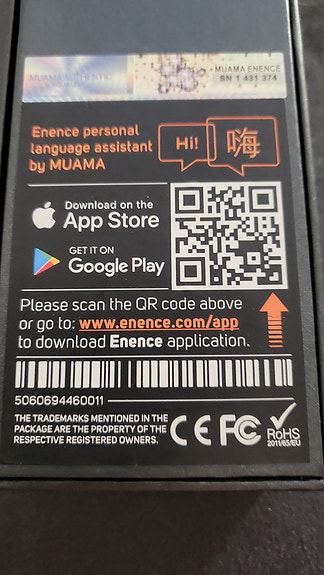 MUAMA AUTHENTIC
MUAMA ENENCE
SN 1 431 374
Enence personal
language assistant
by MUAMA
Hi!
嗨
Download on the
App Store
GET IT ON
Google Play
Please scan the QR code above
or go to: www.enence.com/app
to download Enence application.
5060694460011
THE TRADEMARKS MENTIONED IN THE
PACKAGE ARE THE PROPERTY OF THE
RESPECTIVE REGISTERED OWNERS.
CE FC RoHS
2011/65/EU